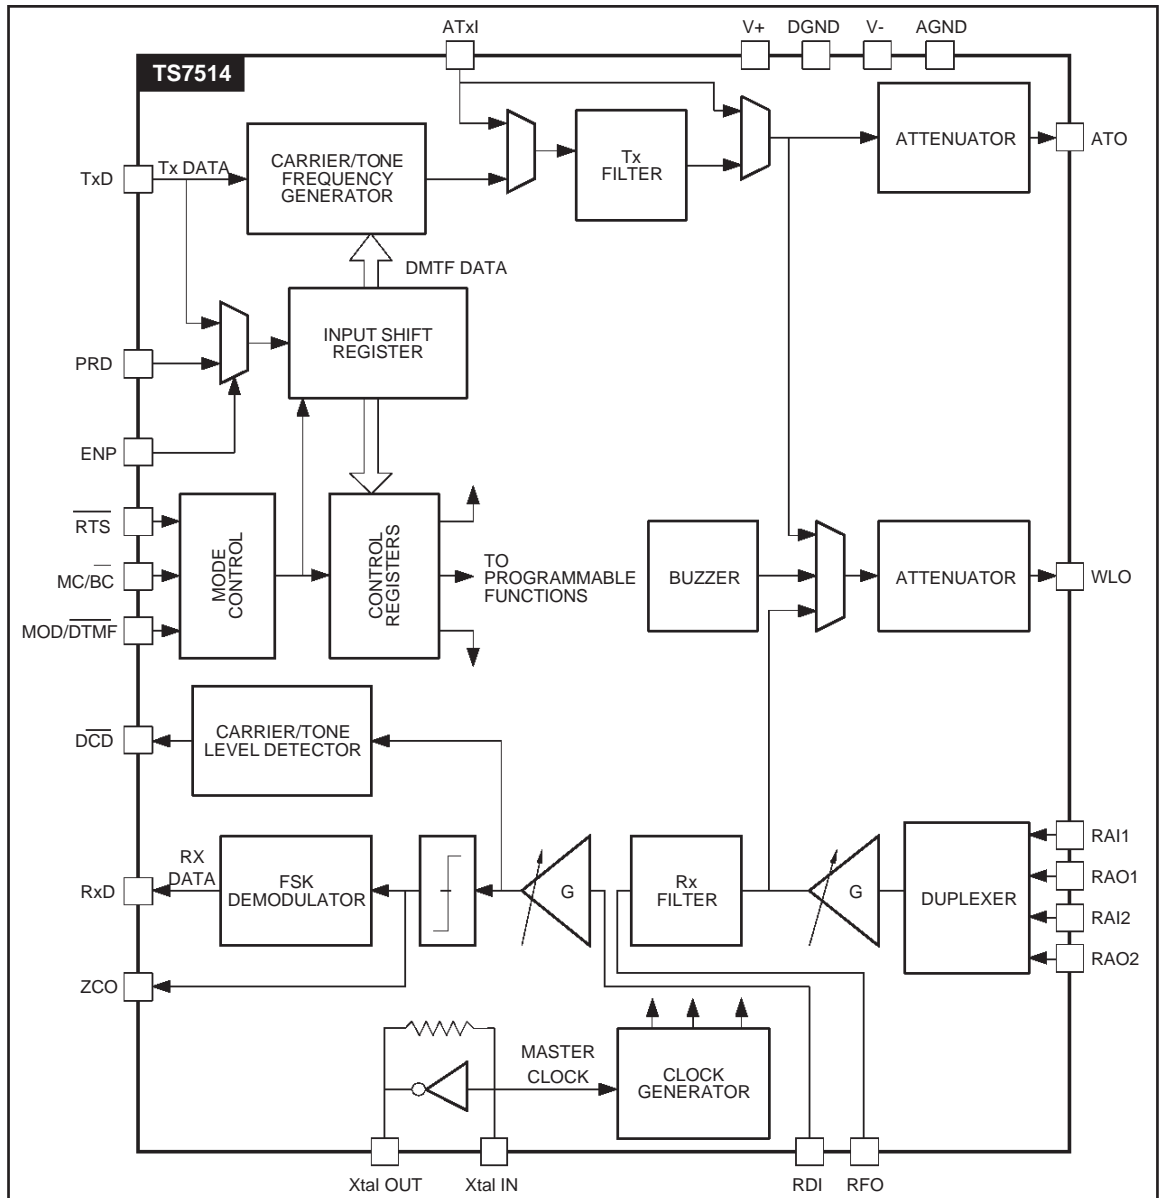 ATxI
V+
DGND
V-
AGND
TS7514
TxD
Tx DATA
CARRIER/TONE
FREQUENCY
GENERATOR
Tx
FILTER
ATTENUATOR
ATO
DMTF DATA
PRD
INPUT SHIFT
REGISTER
ENP
RTS
MC/BC
MOD/DTMF
MODE
CONTROL
CONTROL
REGISTERS
TO
PROGRAMMABLE
FUNCTIONS
BUZZER
ATTENUATOR
WLO
DCD
CARRIER/TONE
LEVEL DETECTOR
RxD
RX
DATA
FSK
DEMODULATOR
G
Rx
FILTER
G
DUPLEXER
RAI1
RAO1
RAI2
RAO2
ZCO
MASTER
CLOCK
CLOCK
GENERATOR
Xtal OUT
Xtal IN
RDI
RFO